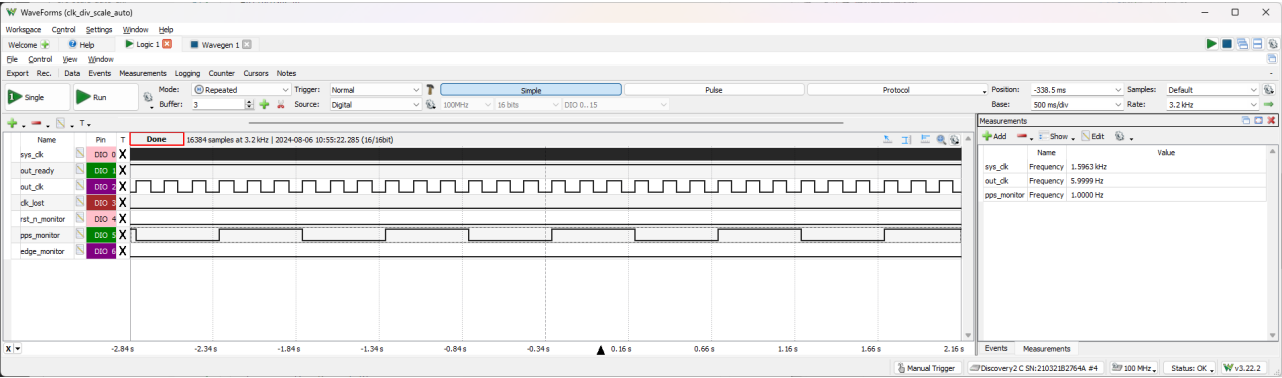 WaveForms (clk_div_scale_auto)
Workspace Control Settings Window Help
Welcome Help Logic 1 Wavegen 1
File Control View Window
Export Rec. Data Events Measurements Logging Counter Cursors Notes
Single Run Mode: Repeated Trigger: Normal Simple Pulse Protocol Position: -338.5 ms Samples: Default
Buffer: 3 Source: Digital 100MHz 16 bits DIO 0...15 Base: 500 ms/div Rate: 3.2 kHz
T
Measurements
Name Pin T Done 16384 samples at 3.2 kHz | 2024-08-06 10:55:22.285 (16/16bit)
Add Show Edit
Name Value
sys_clk DIO 0 X
out_ready DIO 1 X
out_clk DIO 2 X
clk_lost DIO 3 X
rst_n_monitor DIO 4 X
pps_monitor DIO 5 X
edge_monitor DIO 6 X
sys_clk Frequency 1.5963 kHz
out_clk Frequency 5.9999 Hz
pps_monitor Frequency 1.0000 Hz
X -2.84 s -2.34 s -1.84 s -1.34 s -0.84 s -0.34 s 0.16 s 0.66 s 1.16 s 1.66 s 2.16 s
Events Measurements
Manual Trigger Discovery2 C SN:210321B2764A #4 100 MHz Status: OK v3.22.2